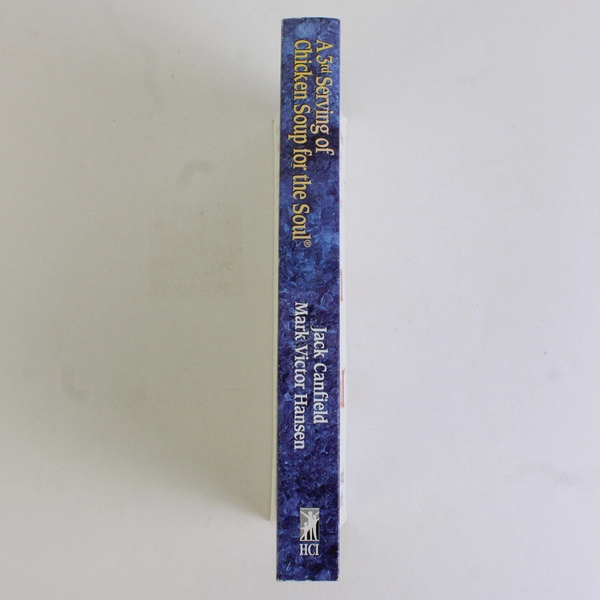 A 3rd Serving of
Chicken Soup for the Soul®
Jack Canfield
Mark Victor Hansen
HCI